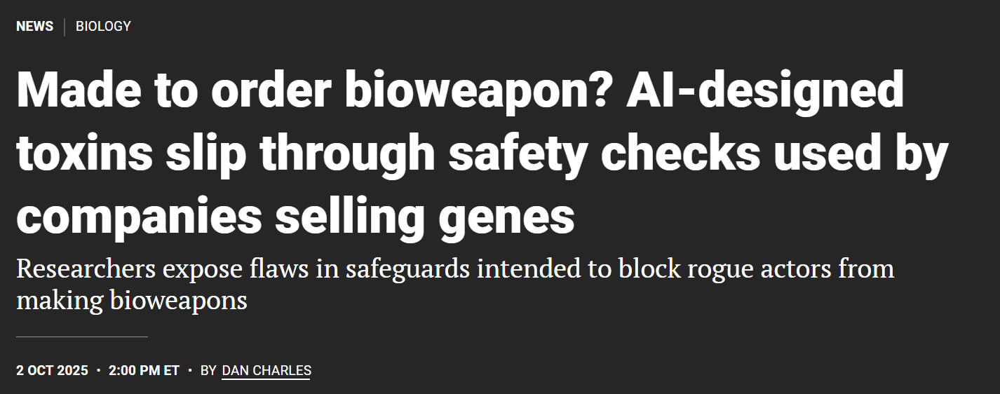 NEWS | BIOLOGY
Made to order bioweapon? AI-designed
toxins slip through safety checks used by
companies selling genes
Researchers expose flaws in safeguards intended to block rogue actors from
making bioweapons
2 OCT 2025 • 2:00 PM ET • BY DAN CHARLES